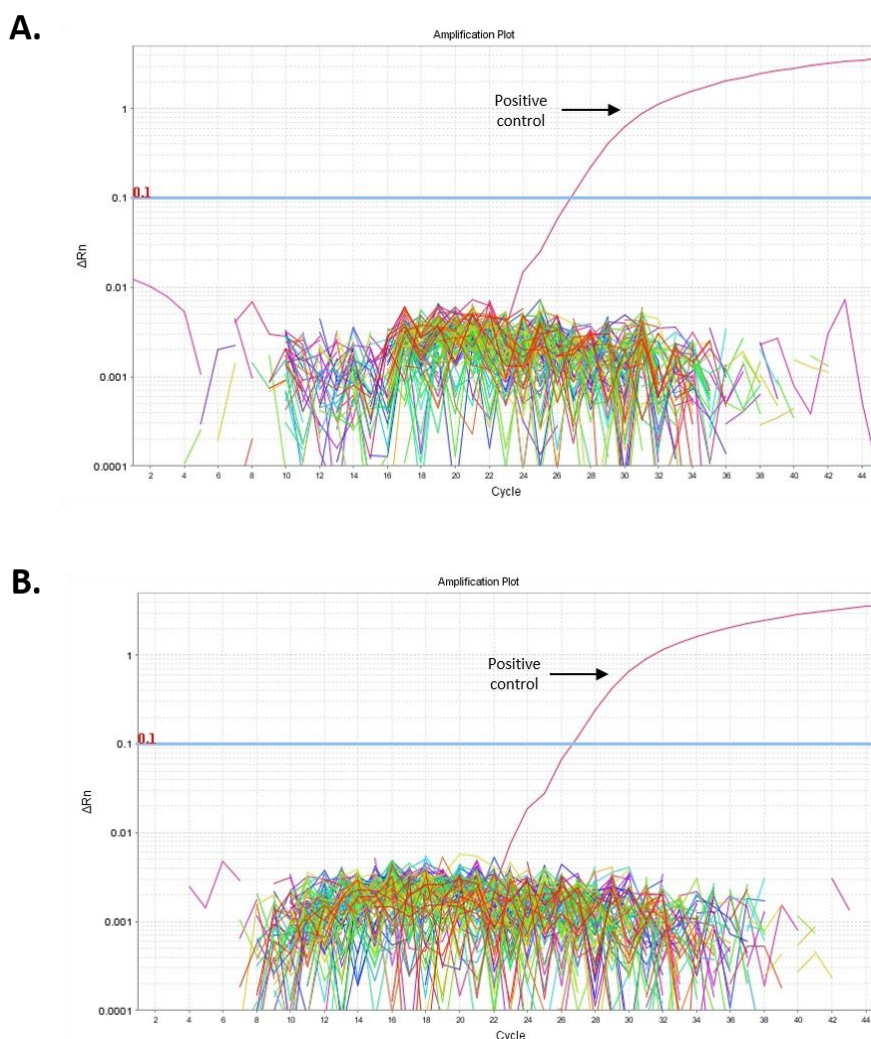 A.
Amplification Plot
Positive
control
1
0.1
0.1
0.01
0.001
0.0001
ΔRn
2 4 6 8 10 12 14 16 18 20 22 24 26 28 30 32 34 36 38 40 42 44
Cycle
B.
Amplification Plot
Positive
control
1
0.1
0.1
0.01
0.001
0.0001
ΔRn
2 4 6 8 10 12 14 16 18 20 22 24 26 28 30 32 34 36 38 40 42 44
Cycle